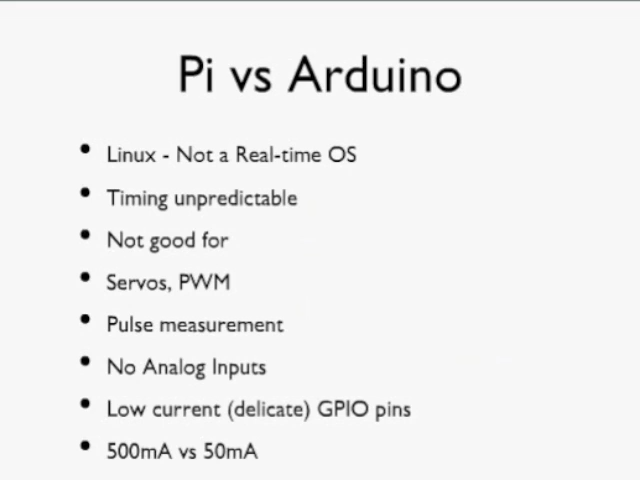 Pi vs Arduino
• Linux - Not a Real-time OS
• Timing unpredictable
• Not good for
• Servos, PWM
• Pulse measurement
• No Analog Inputs
• Low current (delicate) GPIO pins
• 500mA vs 50mA